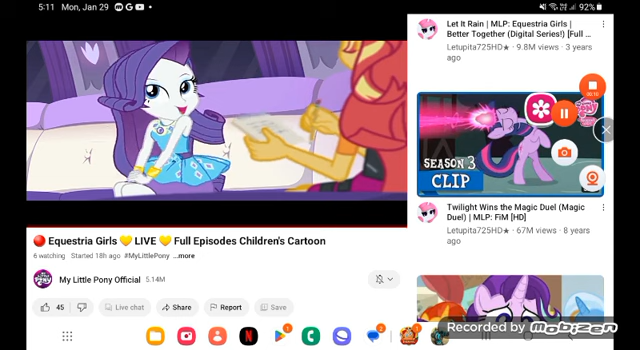 5:11 Mon, Jan 29
92%
Let It Rain | MLP: Equestria Girls |
Better Together (Digital Series!) [Full ...
Letupita725HD★ • 9.8M views • 3 years
ago
00:10
SEASON 3
CLIP
Twilight Wins the Magic Duel (Magic
Duel) | MLP: FiM [HD]
Letupita725HD★ • 67M views • 8 years
ago
🔴 Equestria Girls 💛 LIVE 💛 Full Episodes Children's Cartoon
6 watching Started 18h ago #MyLittlePony ...more
My Little Pony Official 5.14M
45 Live chat Share Report Save
Recorded by mobizen